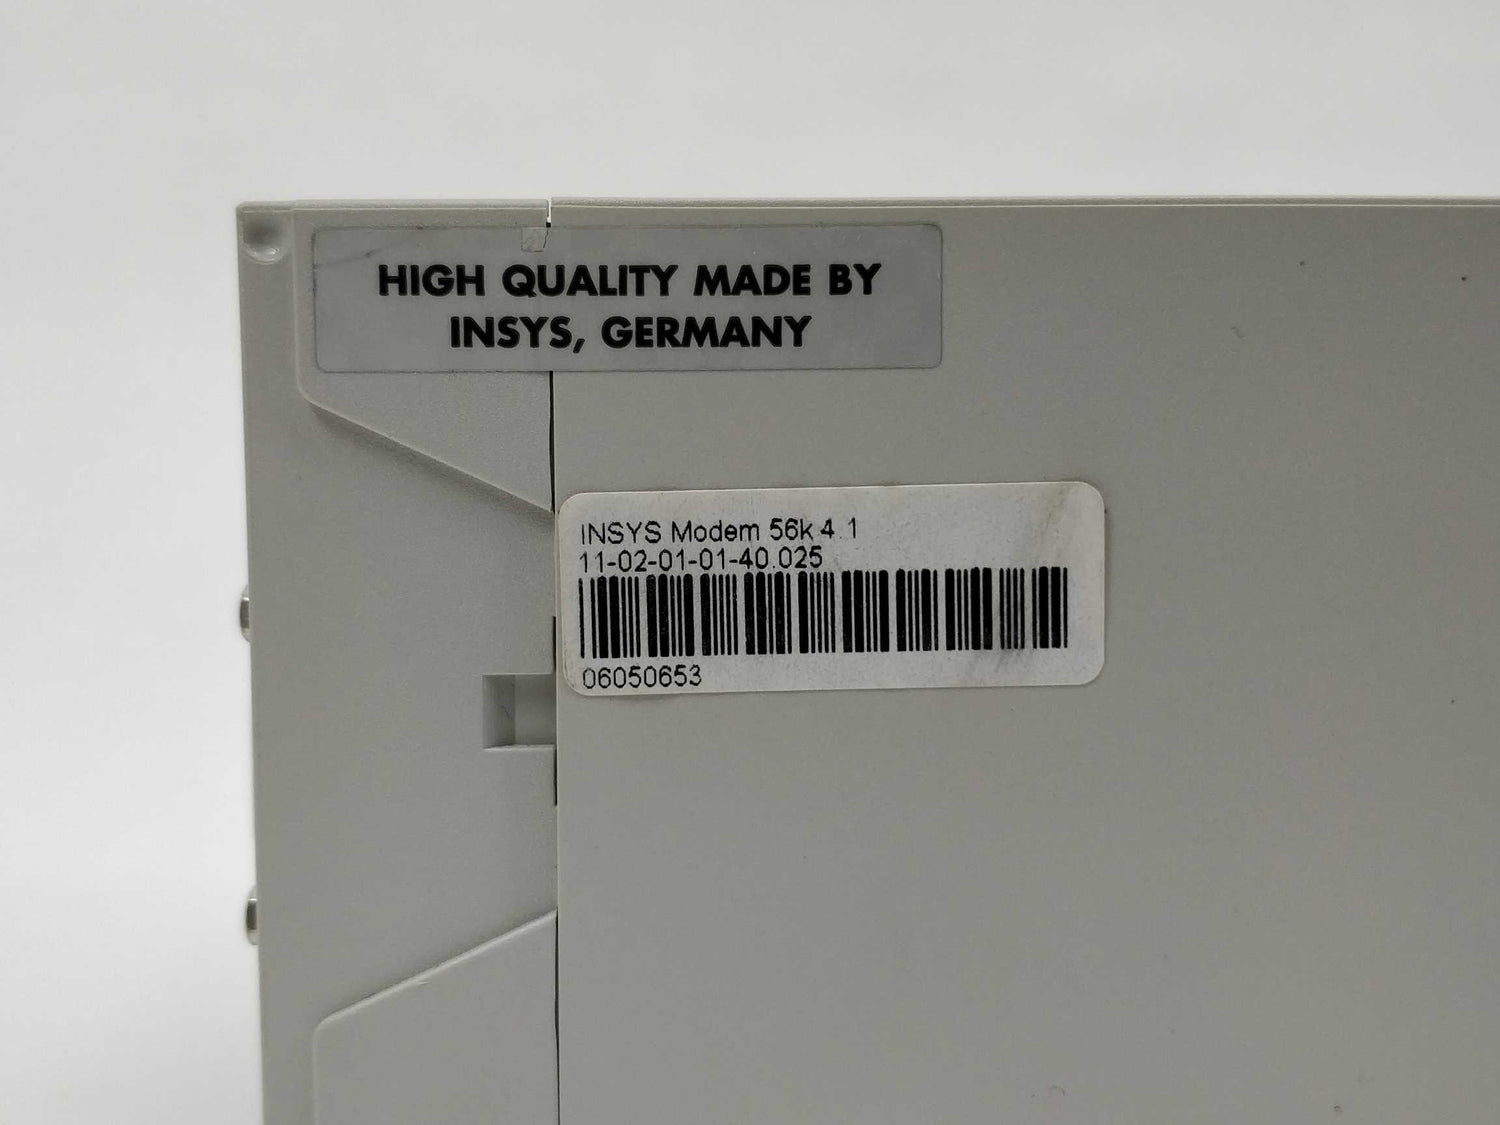 HIGH QUALITY MADE BY
INSYS, GERMANY
INSYS Modem 56k 4.1
11-02-01-01-40.025
06050653